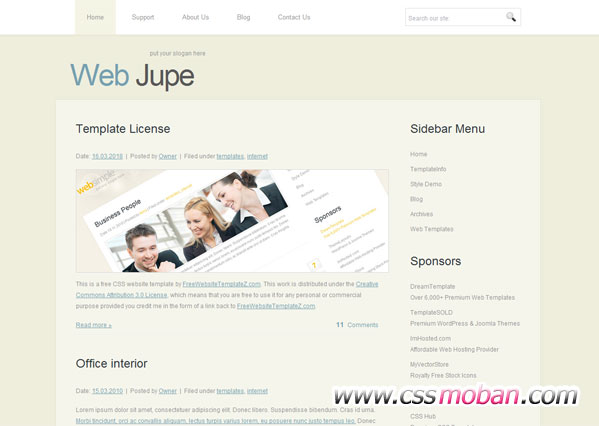 Home
Support
About Us
Blog
Contact Us
Search our site:
put your slogan here
Web Jupe
Template License
Date: 16.03.2010 | Posted by Owner | Filed under templates, internet
websimple
Business People
Style Demo
Blog
Archives
Web Templates
Sponsors
This is a free CSS website template by FreeWebsiteTemplateZ.com. This work is distributed under the Creative
Commons Attribution 3.0 License, which means that you are free to use it for any personal or commercial
purpose provided you credit me in the form of a link back to FreeWebsiteTemplateZ.com.
Read more »
11 Comments
Office interior
Date: 15.03.2010 | Posted by Owner | Filed under templates, internet
Lorem ipsum dolor sit amet, consectetuer adipiscing elit. Donec libero. Suspendisse bibendum. Cras id urna.
Morbi tincidunt, orci ac convallis aliquam, lectus turpis varius lorem, eu posuere nunc justo tempus leo. Donec
Sidebar Menu
Home
TemplateInfo
Style Demo
Blog
Archives
Web Templates
Sponsors
DreamTemplate
Over 6,000+ Premium Web Templates
TemplateSOLD
Premium WordPress & Joomla Themes
ImHosted.com
Affordable Web Hosting Provider
MyVectorStore
Royalty Free Stock Icons
CSS Hub
www.cssmoban.com